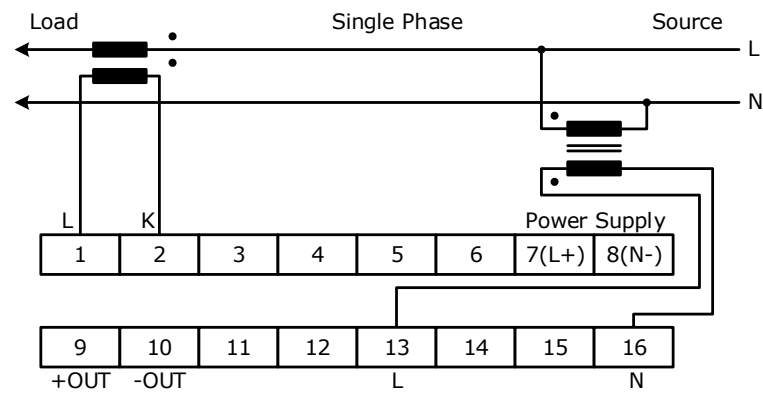 Load Single Phase Source
L
N
L K Power Supply
1 2 3 4 5 6 7(L+) 8(N-)
9 10 11 12 13 14 15 16
+OUT -OUT L N